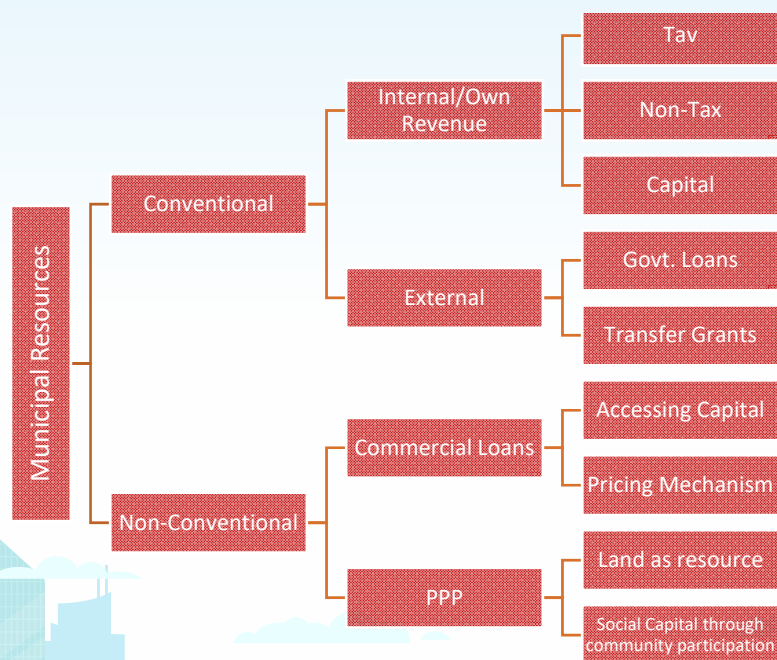 Municipal Resources
Conventional
Internal/Own
Revenue
Tav
Non-Tax
Capital
External
Govt. Loans
Transfer Grants
Non-Conventional
Commercial Loans
Accessing Capital
Pricing Mechanism
PPP
Land as resource
Social Capital through
community participation